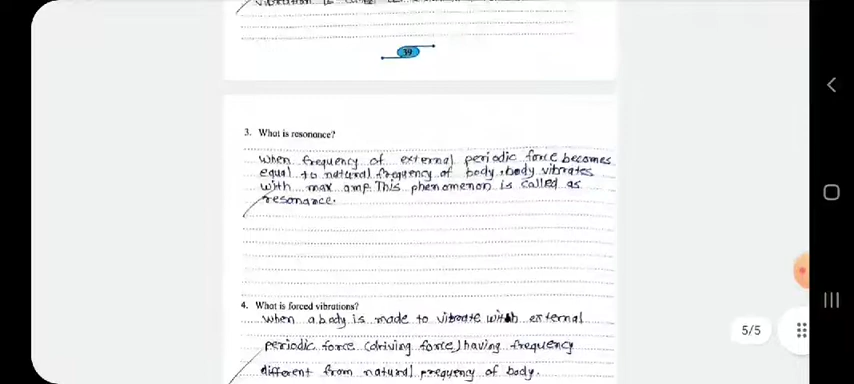 39
3. What is resonance?
when frequency of external periodic force becomes
equal to natural frequency of body, body vibrates
with max amp. This phenomenon is called as
resonance.
4. What is forced vibrations?
when a body is made to vibrate with external
periodic force (driving force) having frequency
different from natural frequency of body.
5/5